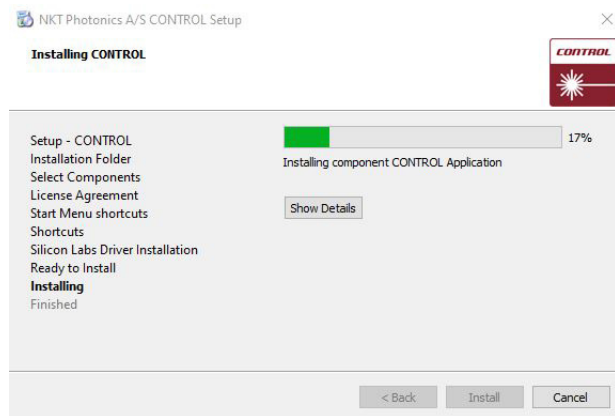 NKT Photonics A/S CONTROL Setup
Installing CONTROL
CONTROL
Setup - CONTROL
Installation Folder
Select Components
License Agreement
Start Menu shortcuts
Shortcuts
Silicon Labs Driver Installation
Ready to Install
Installing
Finished
17%
Installing component CONTROL Application
Show Details
< Back
Install
Cancel